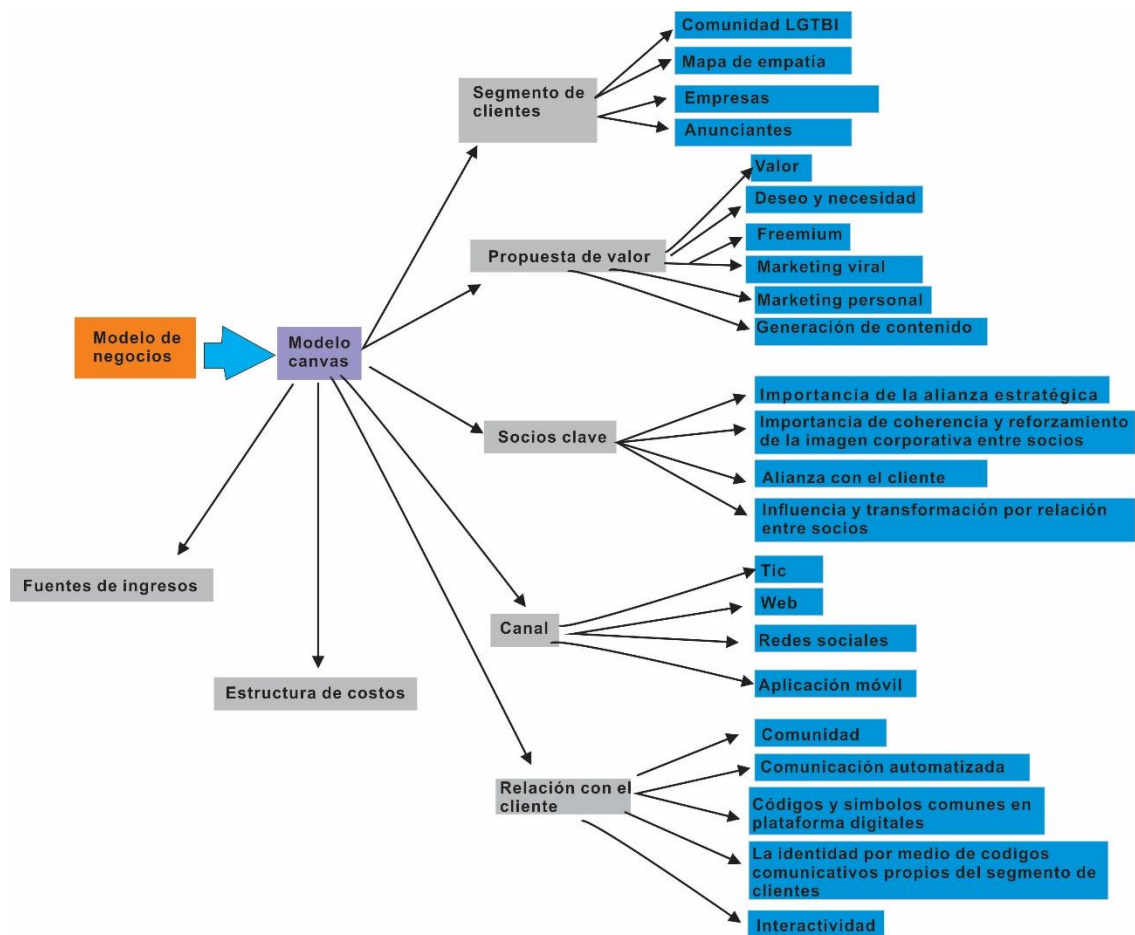 Modelo de
negocios
Modelo
canvas
Segmento de
clientes
Comunidad LGTBI
Mapa de empatía
Empresas
Anunciantes
Propuesta de valor
Valor
Deseo y necesidad
Freemium
Marketing viral
Marketing personal
Generación de contenido
Socios clave
Importancia de la alianza estratégica
Importancia de coherencia y reforzamiento
de la imagen corporativa entre socios
Alianza con el cliente
Influencia y transformación por relación
entre socios
Canal
Tic
Web
Redes sociales
Aplicación móvil
Relación con el
cliente
Comunidad
Comunicación automatizada
Códigos y símbolos comunes en
plataforma digitales
La identidad por medio de codigos
comunicativos propios del segmento de
clientes
Interactividad
Fuentes de ingresos
Estructura de costos